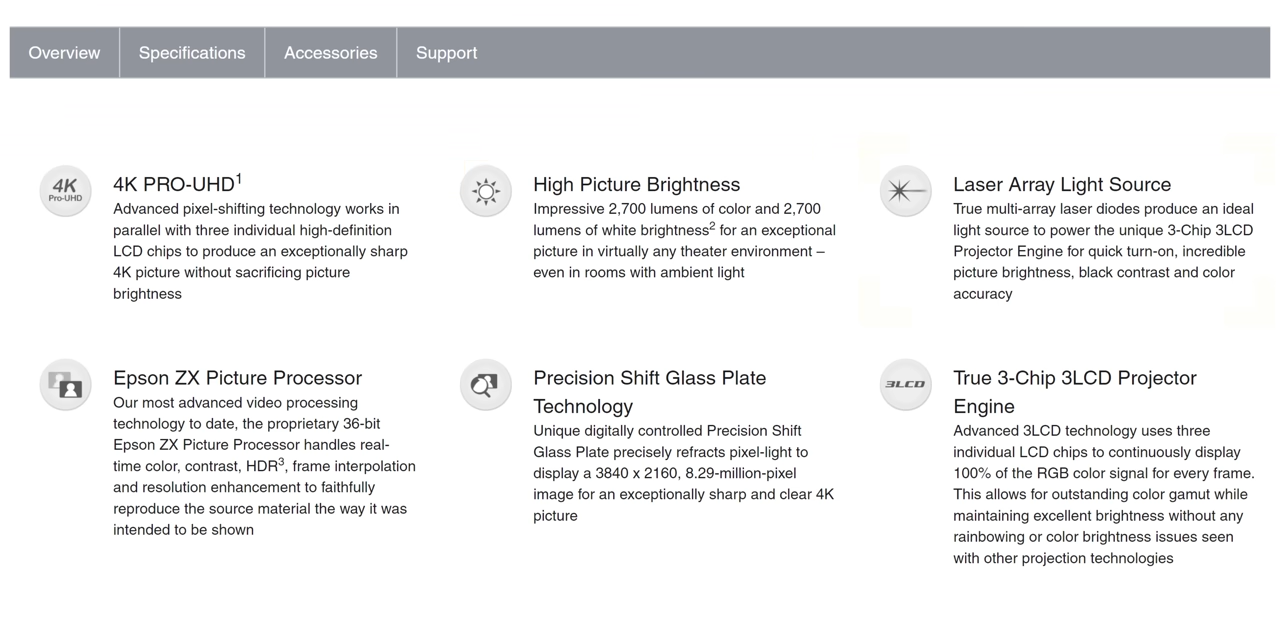 Overview Specifications Accessories Support
4K
Pro-UHD
4K PRO-UHD1
Advanced pixel-shifting technology works in
parallel with three individual high-definition
LCD chips to produce an exceptionally sharp
4K picture without sacrificing picture
brightness
High Picture Brightness
Impressive 2,700 lumens of color and 2,700
lumens of white brightness2 for an exceptional
picture in virtually any theater environment –
even in rooms with ambient light
Laser Array Light Source
True multi-array laser diodes produce an ideal
light source to power the unique 3-Chip 3LCD
Projector Engine for quick turn-on, incredible
picture brightness, black contrast and color
accuracy
Epson ZX Picture Processor
Our most advanced video processing
technology to date, the proprietary 36-bit
Epson ZX Picture Processor handles real-
time color, contrast, HDR3, frame interpolation
and resolution enhancement to faithfully
reproduce the source material the way it was
intended to be shown
Precision Shift Glass Plate
Technology
Unique digitally controlled Precision Shift
Glass Plate precisely refracts pixel-light to
display a 3840 x 2160, 8.29-million-pixel
image for an exceptionally sharp and clear 4K
picture
3LCD
True 3-Chip 3LCD Projector
Engine
Advanced 3LCD technology uses three
individual LCD chips to continuously display
100% of the RGB color signal for every frame.
This allows for outstanding color gamut while
maintaining excellent brightness without any
rainbowing or color brightness issues seen
with other projection technologies